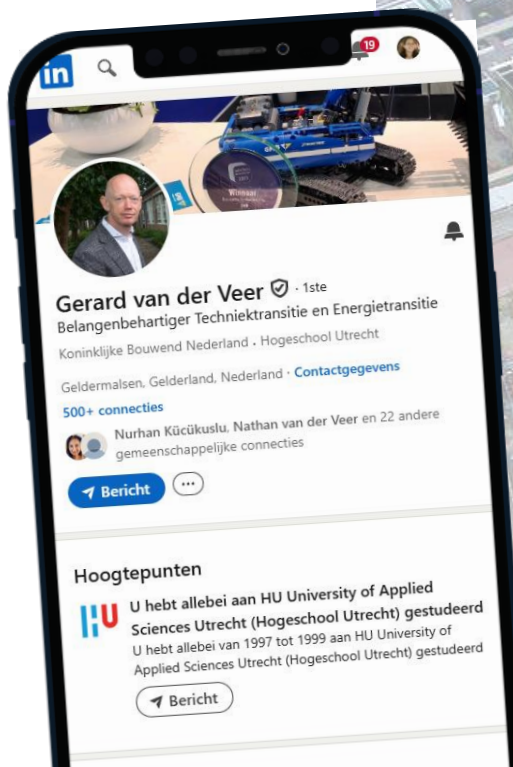 in
19
Winnaar
Gerard van der Veer · 1ste
Belangenbehartiger Techniektransitie en Energietransitie
Koninklijke Bouwend Nederland · Hogeschool Utrecht
Geldermalsen, Gelderland, Nederland · Contactgegevens
500+ connecties
Nurhan Kücükuslu, Nathan van der Veer en 22 andere
gemeenschappelijke connecties
Bericht
Hoogtepunten
HU
U hebt allebei aan HU University of Applied
Sciences Utrecht (Hogeschool Utrecht) gestudeerd
U hebt allebei van 1997 tot 1999 aan HU University of
Applied Sciences Utrecht (Hogeschool Utrecht) gestudeerd
Bericht